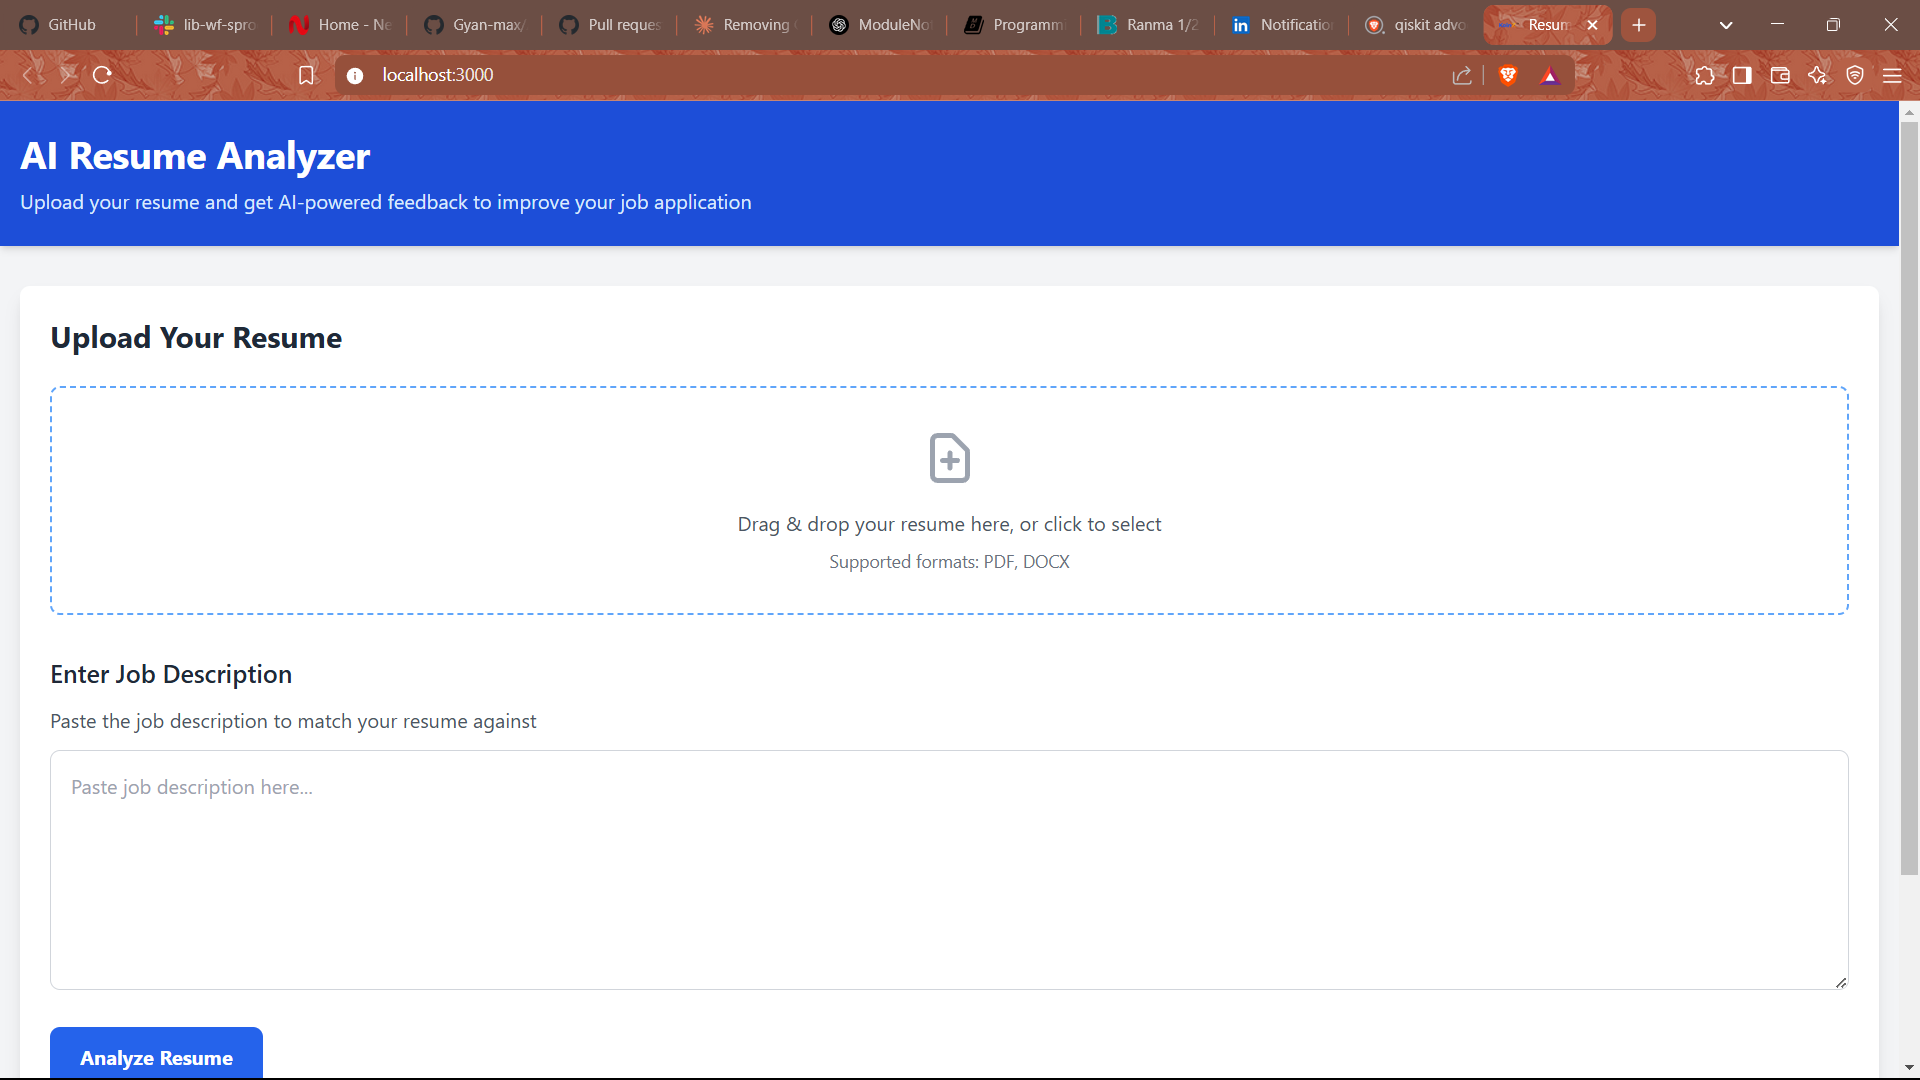 GitHub
lib-wf-spro
Home - Ne
Gyan-max/
Pull reques
Removing
ModuleNo
Programm
Ranma 1/2
Notification
qiskit advo
Resum
localhost:3000
AI Resume Analyzer
Upload your resume and get AI-powered feedback to improve your job application
Upload Your Resume
Drag & drop your resume here, or click to select
Supported formats: PDF, DOCX
Enter Job Description
Paste the job description to match your resume against
Paste job description here...
Analyze Resume